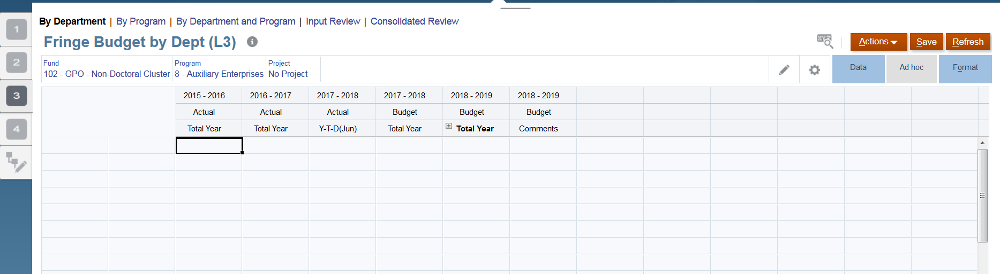 By Department | By Program | By Department and Program | Input Review | Consolidated Review
1
Fringe Budget by Dept (L3)
Actions Save Refresh
2
Fund Program Project
102 - GPO - Non-Doctoral Cluster 8 - Auxiliary Enterprises No Project
Data Ad hoc Format
3
2015 - 2016 2016 - 2017 2017 - 2018 2017 - 2018 2018 - 2019 2018 - 2019
Actual Actual Actual Budget Budget Budget
4
Total Year Total Year Y-T-D(Jun) Total Year Total Year Comments